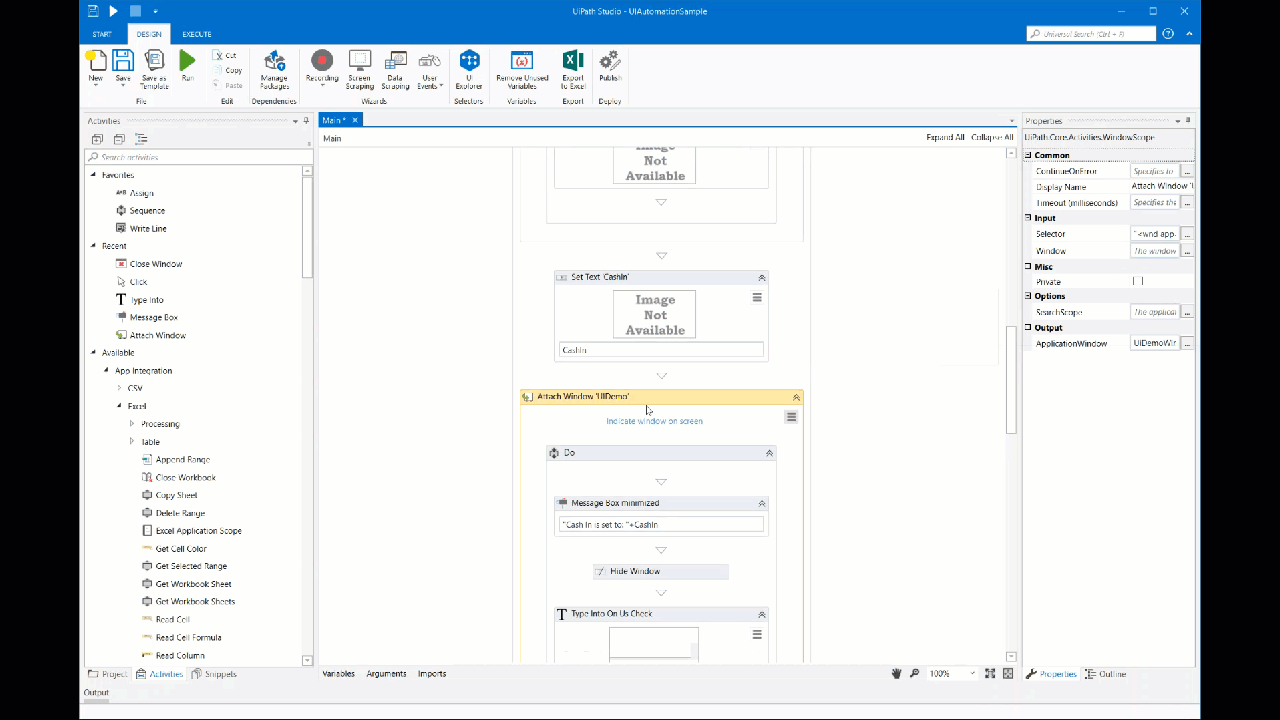 UiPath Studio - UIAutomationSample
START DESIGN EXECUTE
Universal Search (Ctrl + F)
New Save Save as Template Run Cut Copy Paste Manage Packages Recording Screen Scraping Data Scraping User Events UI Explorer Remove Unused Variables Export to Excel Publish
File Edit Dependencies Wizards Selectors Variables Export Deploy
Activities
Search activities
Favorites
Assign
Sequence
Write Line
Recent
Close Window
Click
Type Into
Message Box
Attach Window
Available
App Integration
CSV
Excel
Processing
Table
Append Range
Close Workbook
Copy Sheet
Delete Range
Excel Application Scope
Get Cell Color
Get Selected Range
Get Workbook Sheet
Get Workbook Sheets
Read Cell
Read Cell Formula
Read Column
Project Activities Snippets
Output
Main *
Main
Expand All Collapse All
Image
Not
Available
Set Text 'CashIn'
Image
Not
Available
CashIn
Attach Window 'UIDemo'
Indicate window on screen
Do
Message Box minimized
"Cash In is set to: "+CashIn
Hide Window
Type Into On Us Check
Variables Arguments Imports
100%
Properties
UiPath.Core.Activities.WindowScope
Common
ContinueOnError Specifies to ...
Display Name Attach Window 'I
Timeout (milliseconds) Specifies the ...
Input
Selector "<wnd app ...
Window The window ...
Misc
Private
Options
SearchScope The applica ...
Output
ApplicationWindow UiDemoWir ...
Properties Outline